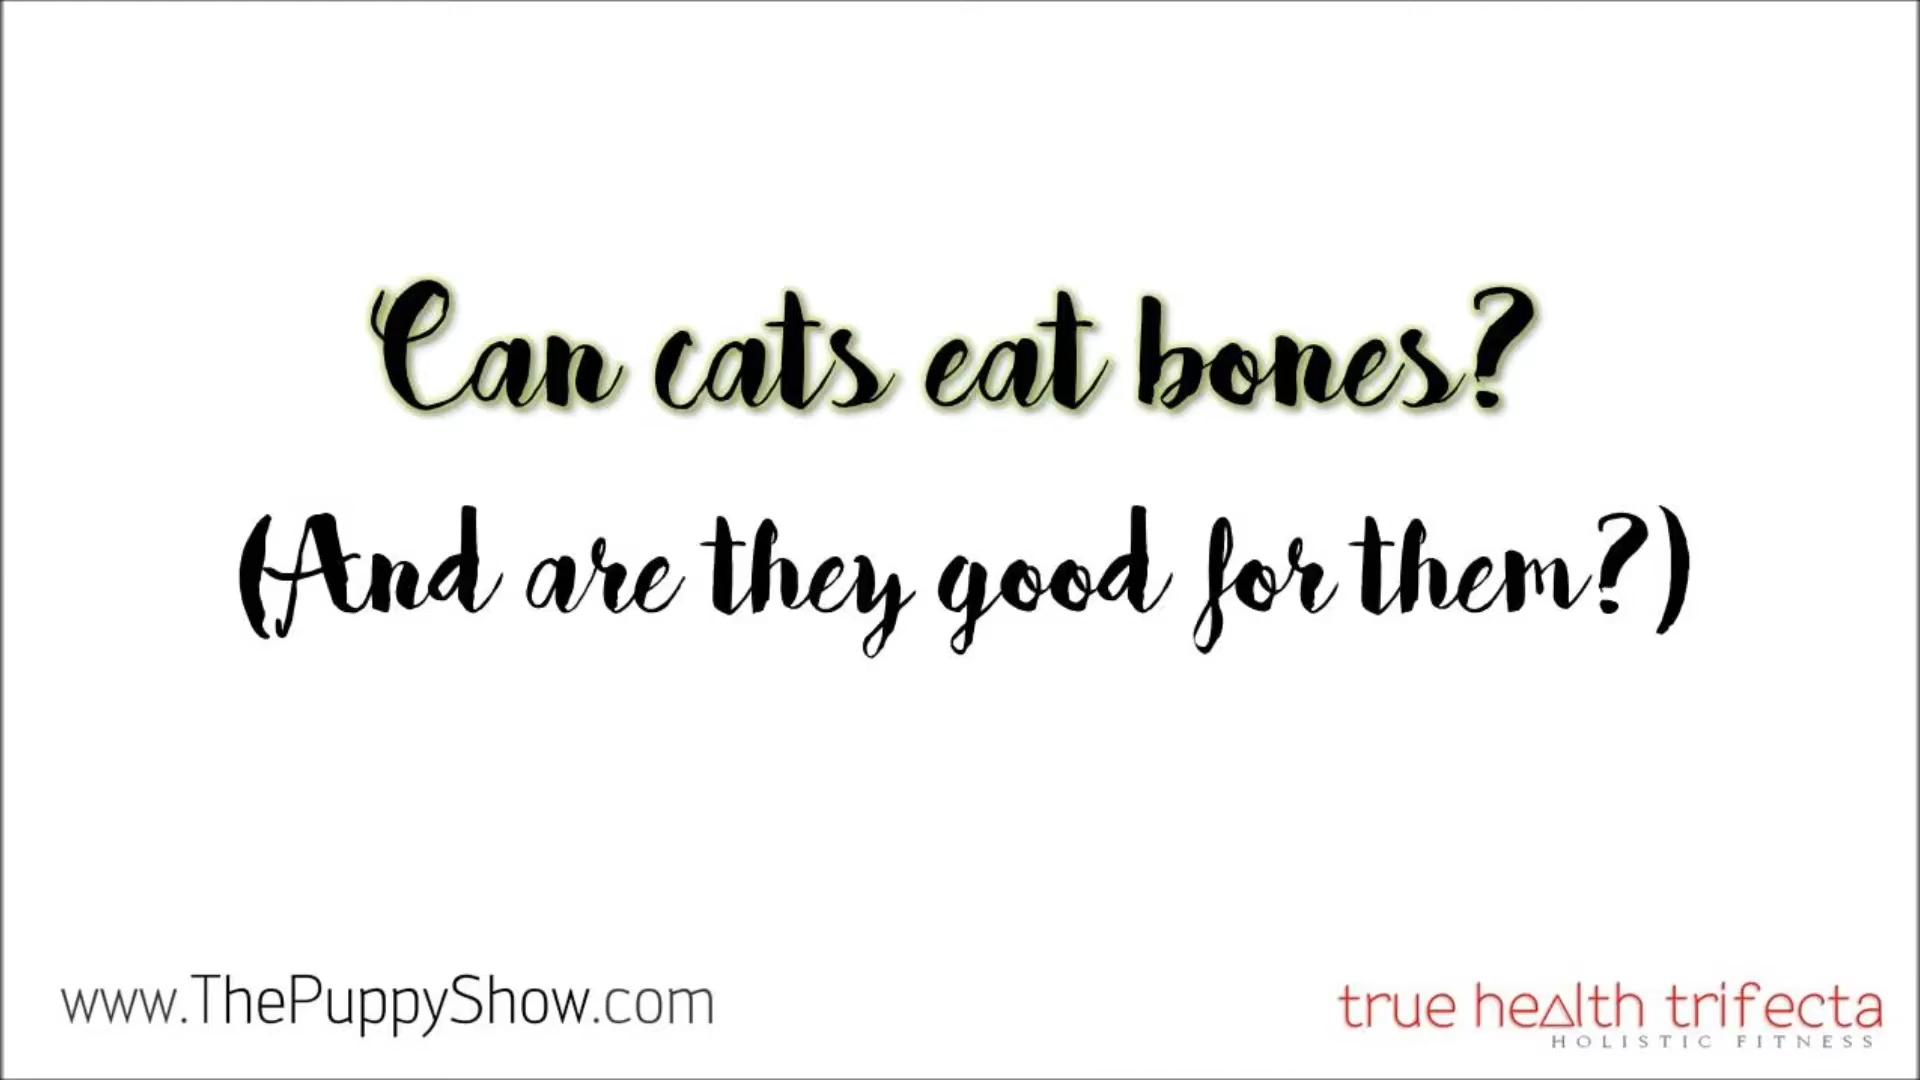 Can cats eat bones?
(And are they good for them?)
www.ThePuppyShow.com
true health trifecta
HOLISTIC FITNESS